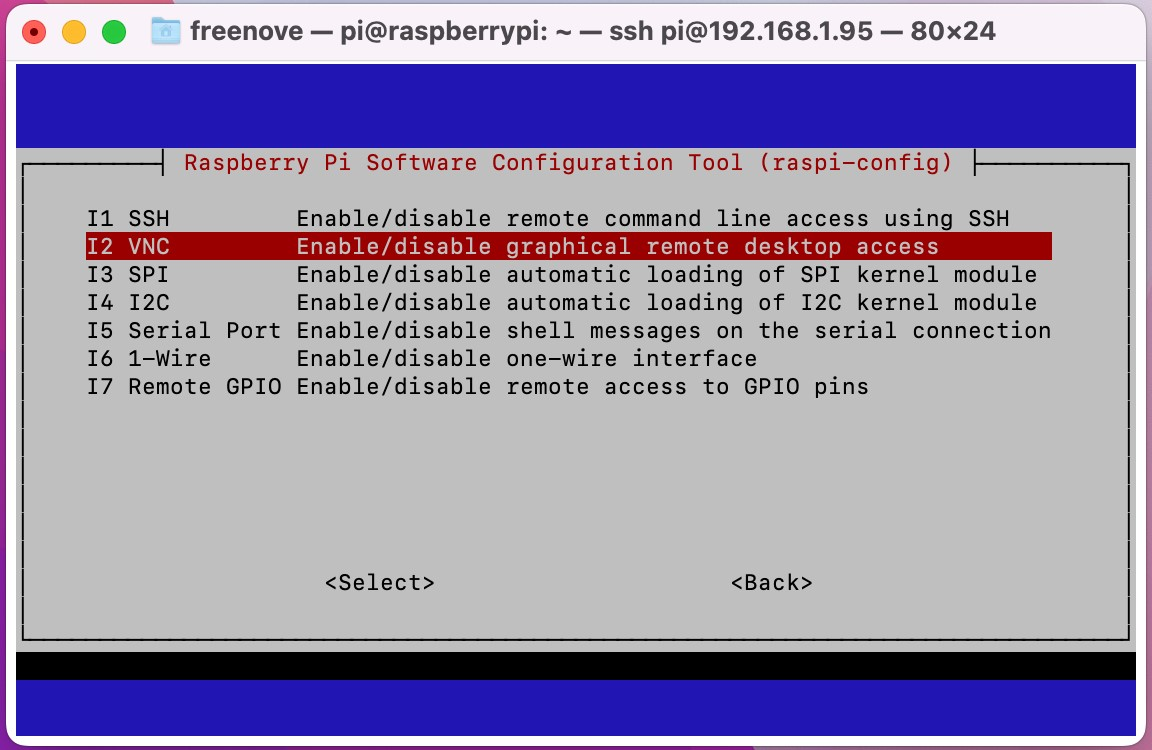 freenove — pi@raspberrypi: ~ — ssh pi@192.168.1.95 — 80×24
Raspberry Pi Software Configuration Tool (raspi-config)
I1 SSH         Enable/disable remote command line access using SSH
I2 VNC         Enable/disable graphical remote desktop access
I3 SPI         Enable/disable automatic loading of SPI kernel module
I4 I2C         Enable/disable automatic loading of I2C kernel module
I5 Serial Port Enable/disable shell messages on the serial connection
I6 1-Wire      Enable/disable one-wire interface
I7 Remote GPIO Enable/disable remote access to GPIO pins
<Select> <Back>